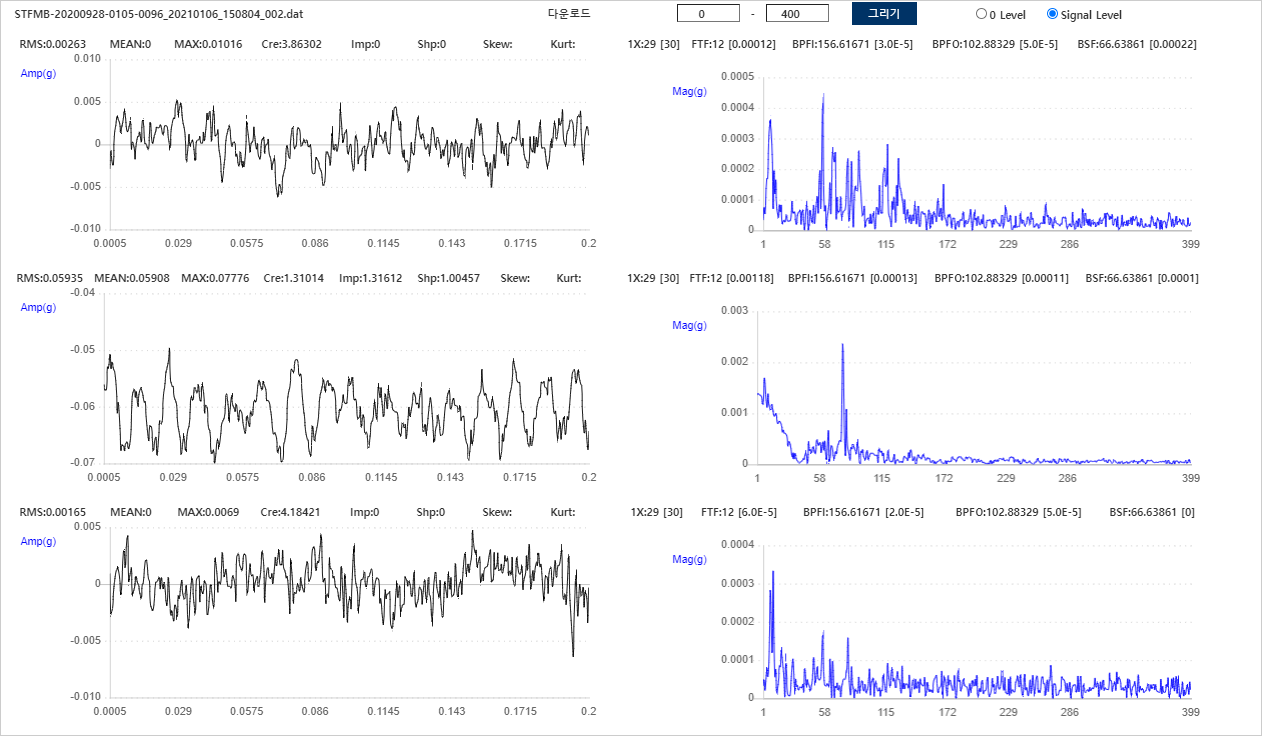 STFMB-20200928-0105-0096_20210106_150804_002.dat 다운로드 0 - 400 그리기 0 Level Signal Level
RMS:0.00263 MEAN:0 MAX:0.01016 Cre:3.86302 Imp:0 Shp:0 Skew: Kurt:
Amp(g)
0.010
0.005
0
-0.005
-0.010
0.0005 0.029 0.0575 0.086 0.1145 0.143 0.1715 0.2
1X:29 [30] FTF:12 [0.00012] BPFI:156.61671 [3.0E-5] BPFO:102.88329 [5.0E-5] BSF:66.63861 [0.00022]
Mag(g)
0.0005
0.0004
0.0003
0.0002
0.0001
0
1 58 115 172 229 286 399
RMS:0.05935 MEAN:0.05908 MAX:0.07776 Cre:1.31014 Imp:1.31612 Shp:1.00457 Skew: Kurt:
Amp(g)
-0.04
-0.05
-0.06
-0.07
0.0005 0.029 0.0575 0.086 0.1145 0.143 0.1715 0.2
1X:29 [30] FTF:12 [0.00118] BPFI:156.61671 [0.00013] BPFO:102.88329 [0.00011] BSF:66.63861 [0.0001]
Mag(g)
0.003
0.002
0.001
0
1 58 115 172 229 286 399
RMS:0.00165 MEAN:0 MAX:0.0069 Cre:4.18421 Imp:0 Shp:0 Skew: Kurt:
Amp(g)
0.005
0
-0.005
-0.010
0.0005 0.029 0.0575 0.086 0.1145 0.143 0.1715 0.2
1X:29 [30] FTF:12 [6.0E-5] BPFI:156.61671 [2.0E-5] BPFO:102.88329 [5.0E-5] BSF:66.63861 [0]
Mag(g)
0.0004
0.0003
0.0002
0.0001
0
1 58 115 172 229 286 399